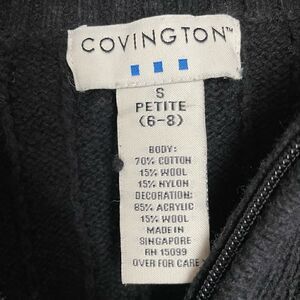 COVINGTON™
S
PETITE
(6-8)
BODY:
70% COTTON
15% WOOL
15% NYLON
DECORATION:
85% ACRYLIC
15% WOOL
MADE IN
SINGAPORE
RN 15099
OVER FOR CARE